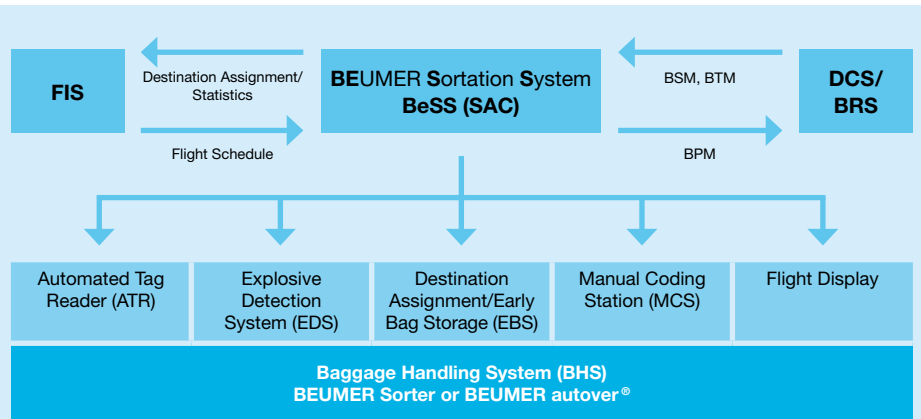 FIS
Destination Assignment/
Statistics
Flight Schedule
BEUMER Sortation System
BeSS (SAC)
BSM, BTM
BPM
DCS/
BRS
Automated Tag
Reader (ATR)
Explosive
Detection
System (EDS)
Destination
Assignment/Early
Bag Storage (EBS)
Manual Coding
Station (MCS)
Flight Display
Baggage Handling System (BHS)
BEUMER Sorter or BEUMER autover®